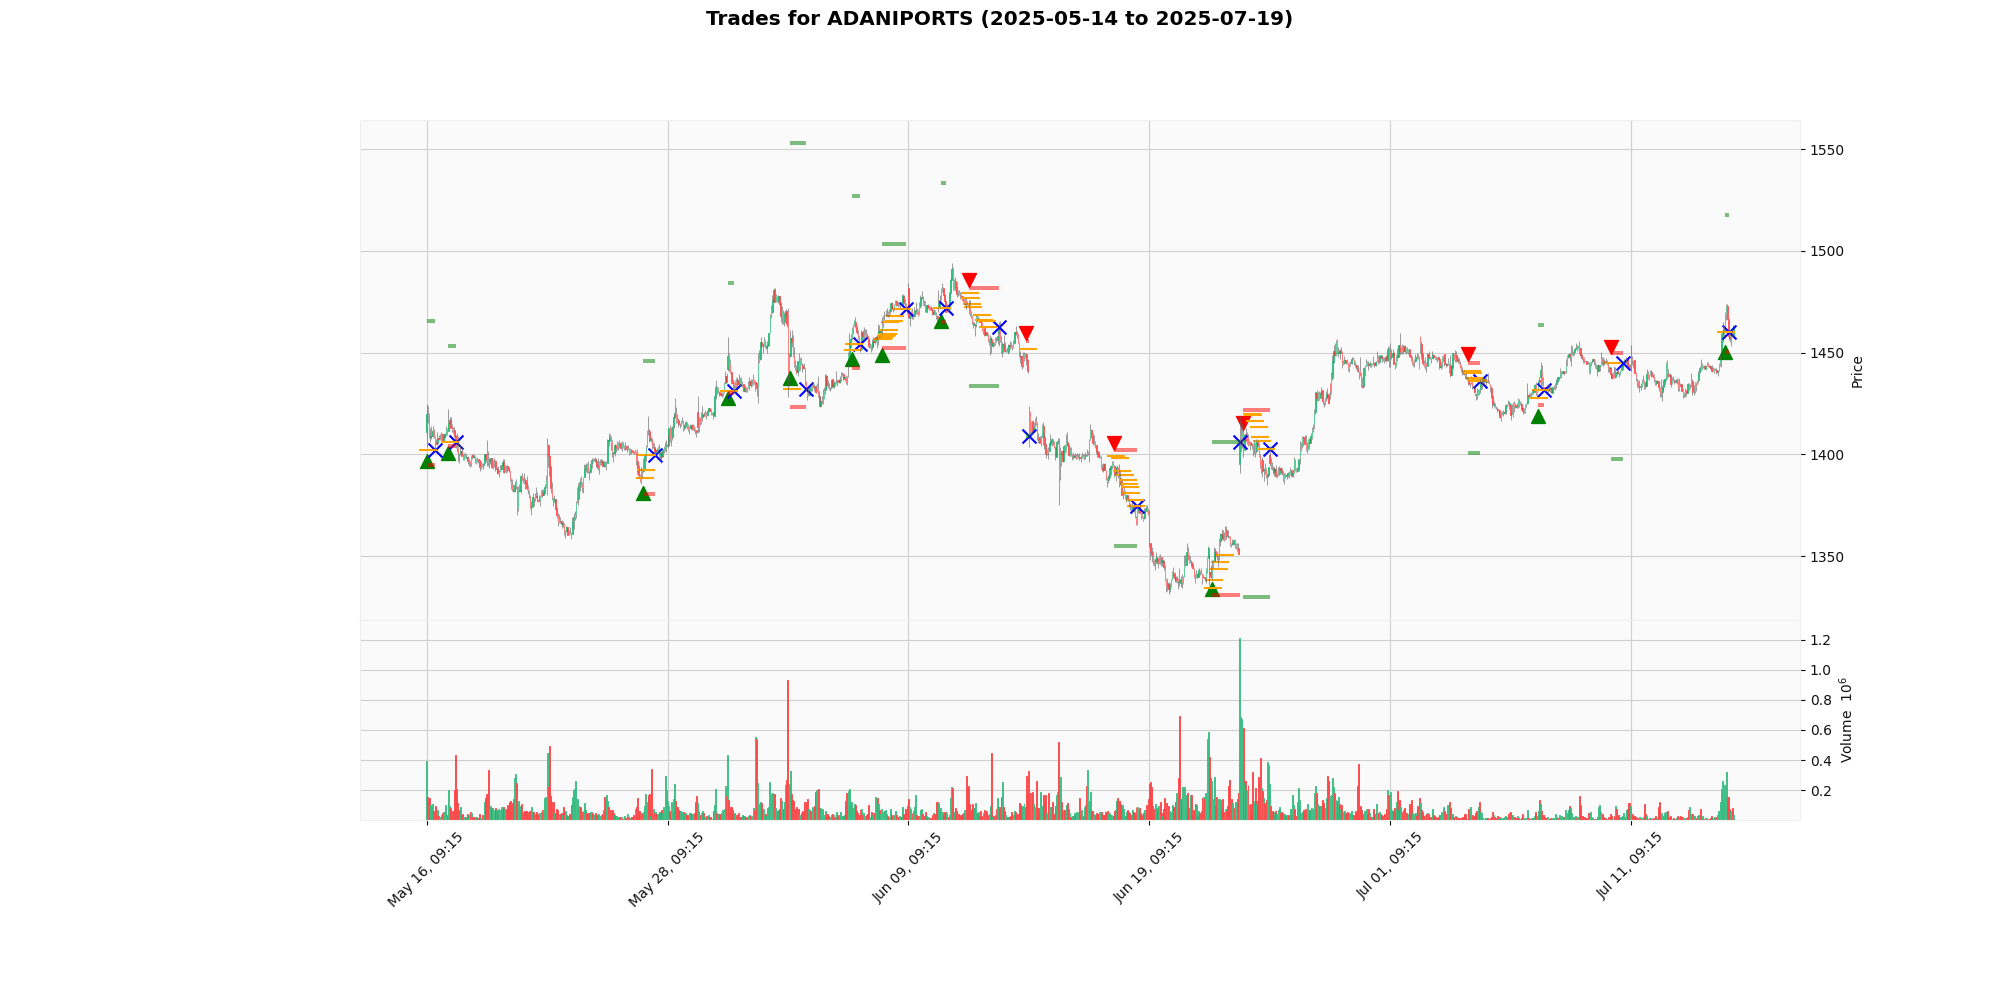 Trades for ADANIPORTS (2025-05-14 to 2025-07-19)
1550
1500
1450
1400
1350
Price
1.2
1.0
0.8
0.6
0.4
0.2
Volume 10⁶
May 16, 09:15
May 28, 09:15
Jun 09, 09:15
Jun 19, 09:15
Jul 01, 09:15
Jul 11, 09:15